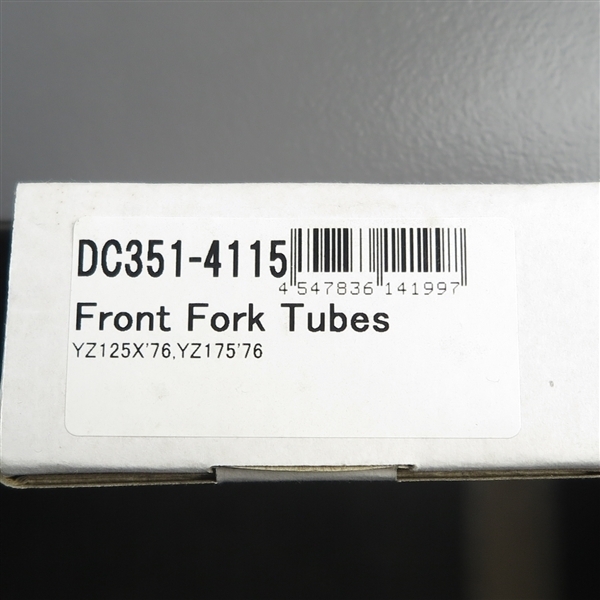 DC351-4115
4 547836 141997
Front Fork Tubes
YZ125X'76,YZ175'76